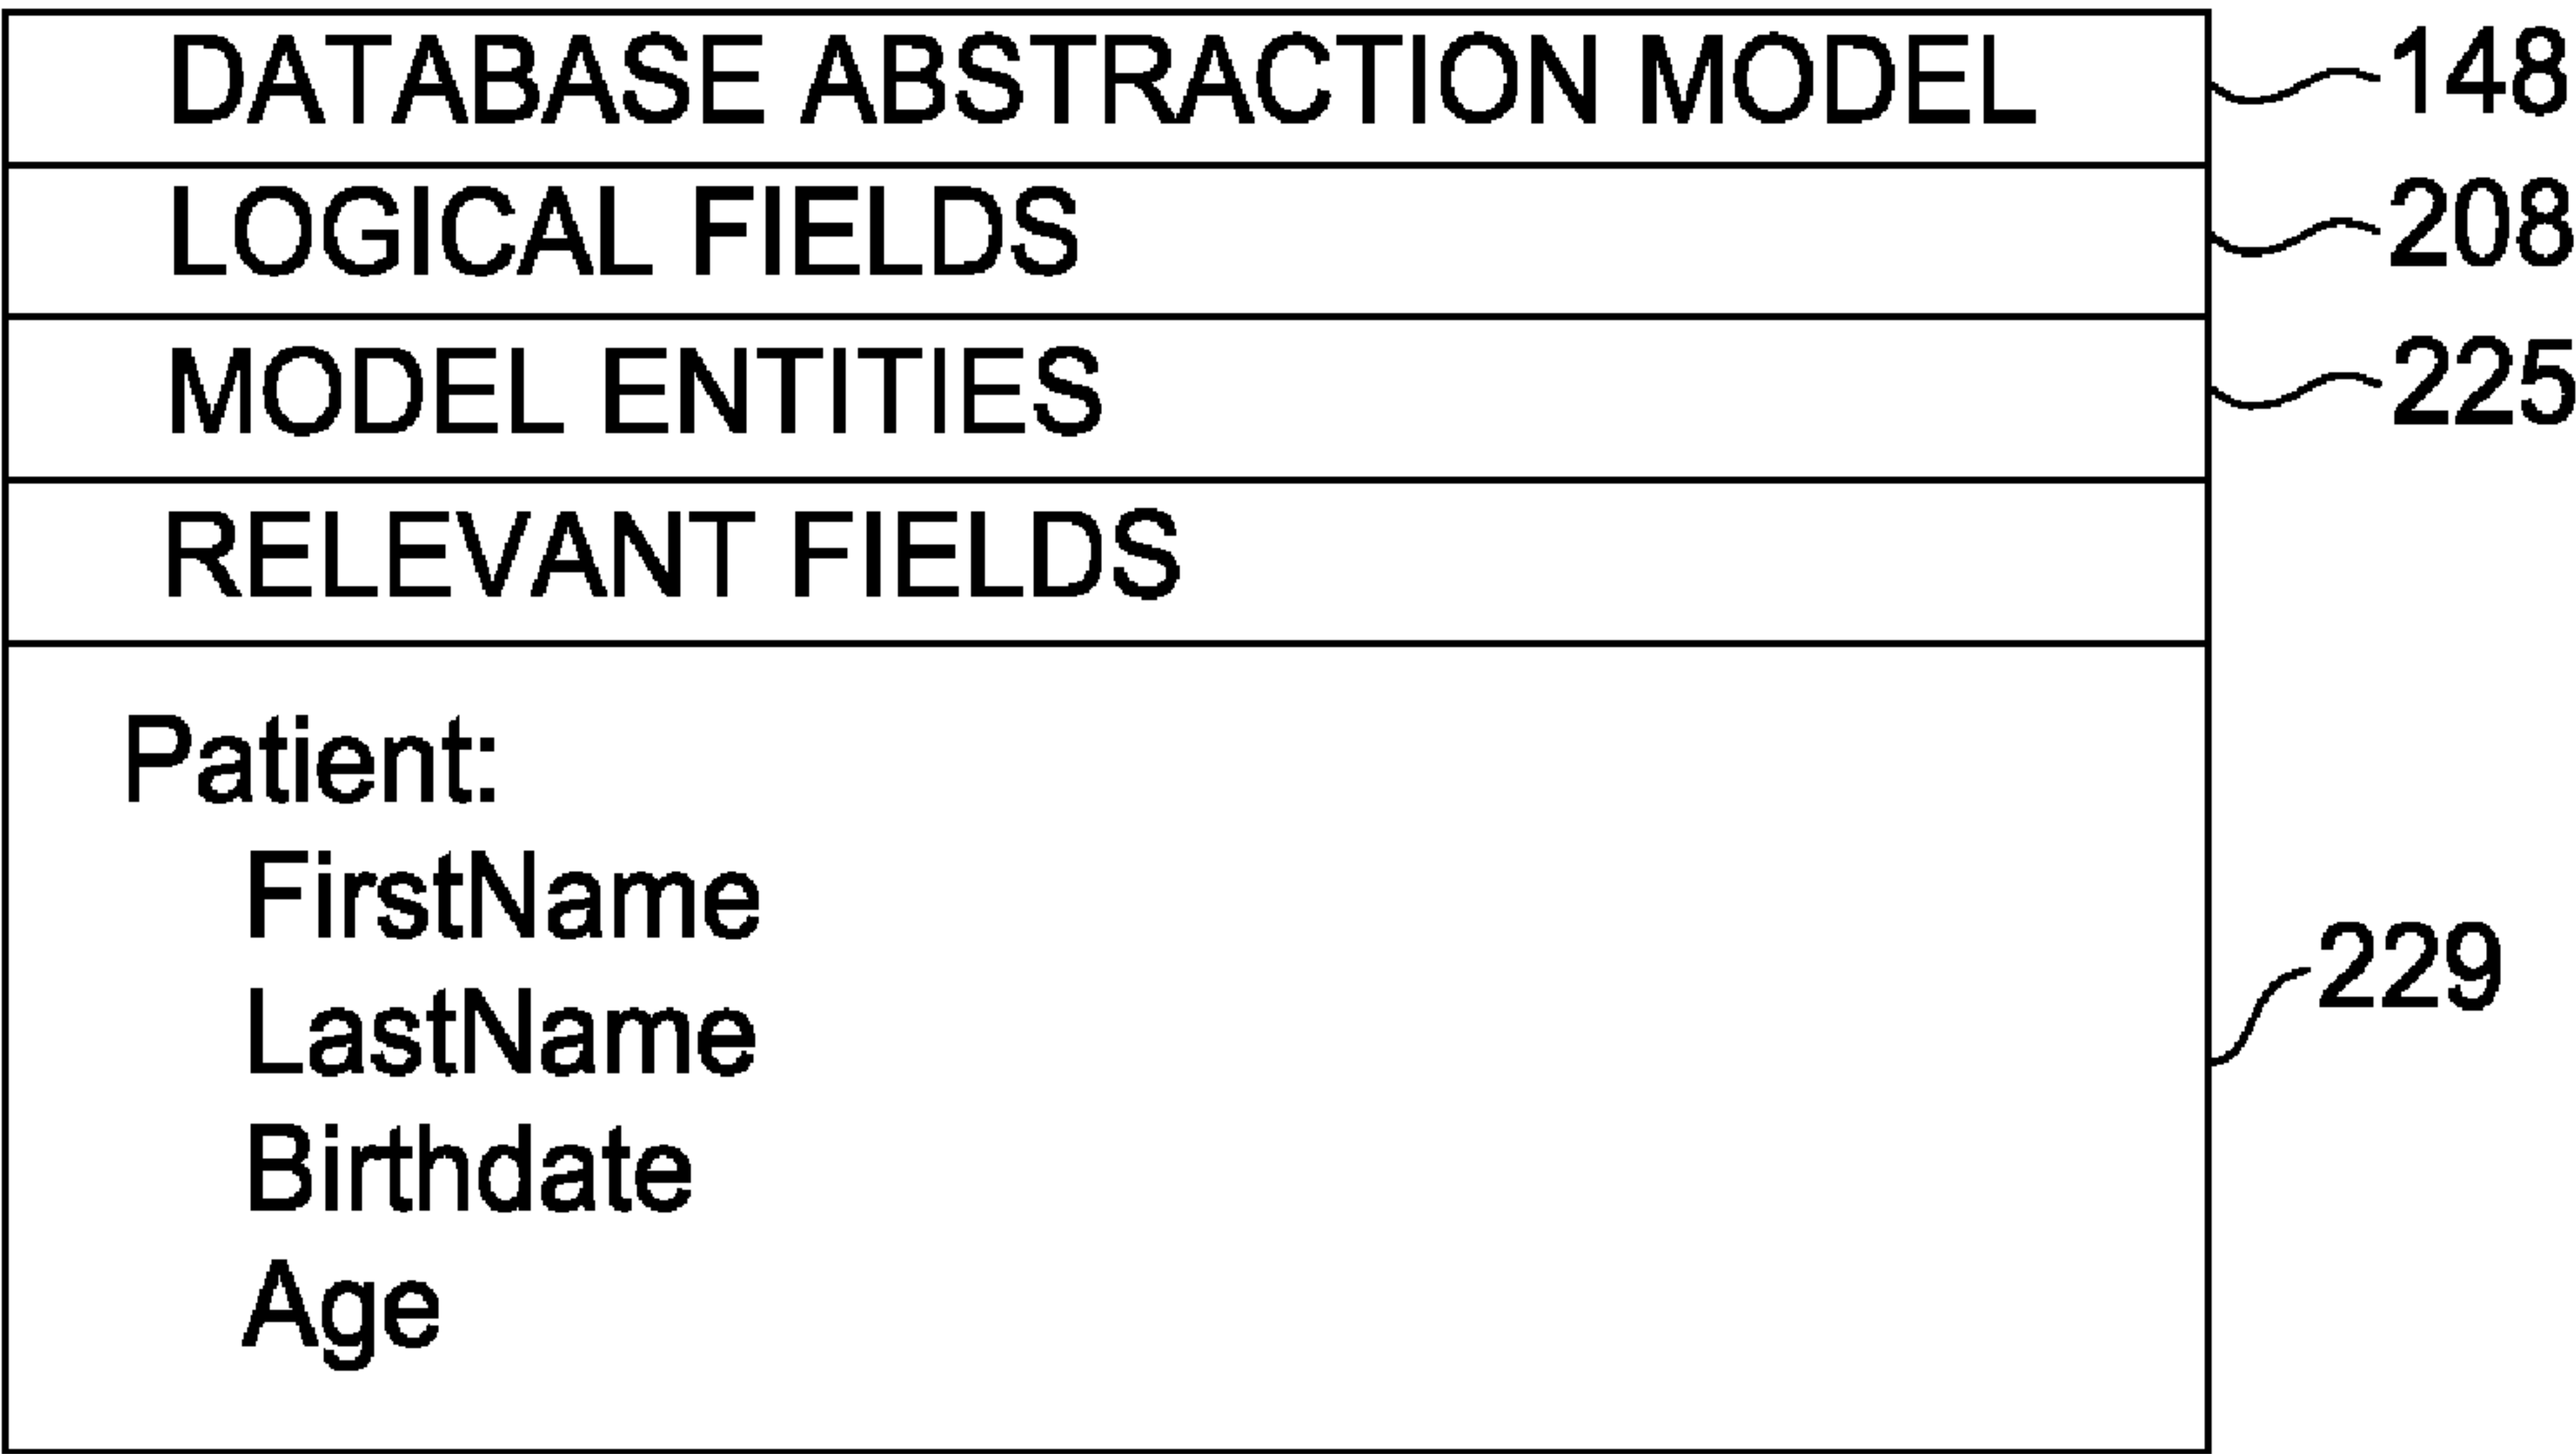 DATABASE ABSTRACTION MODEL 148
LOGICAL FIELDS 208
MODEL ENTITIES 225
RELEVANT FIELDS
Patient:
FirstName
LastName
Birthdate
Age
229